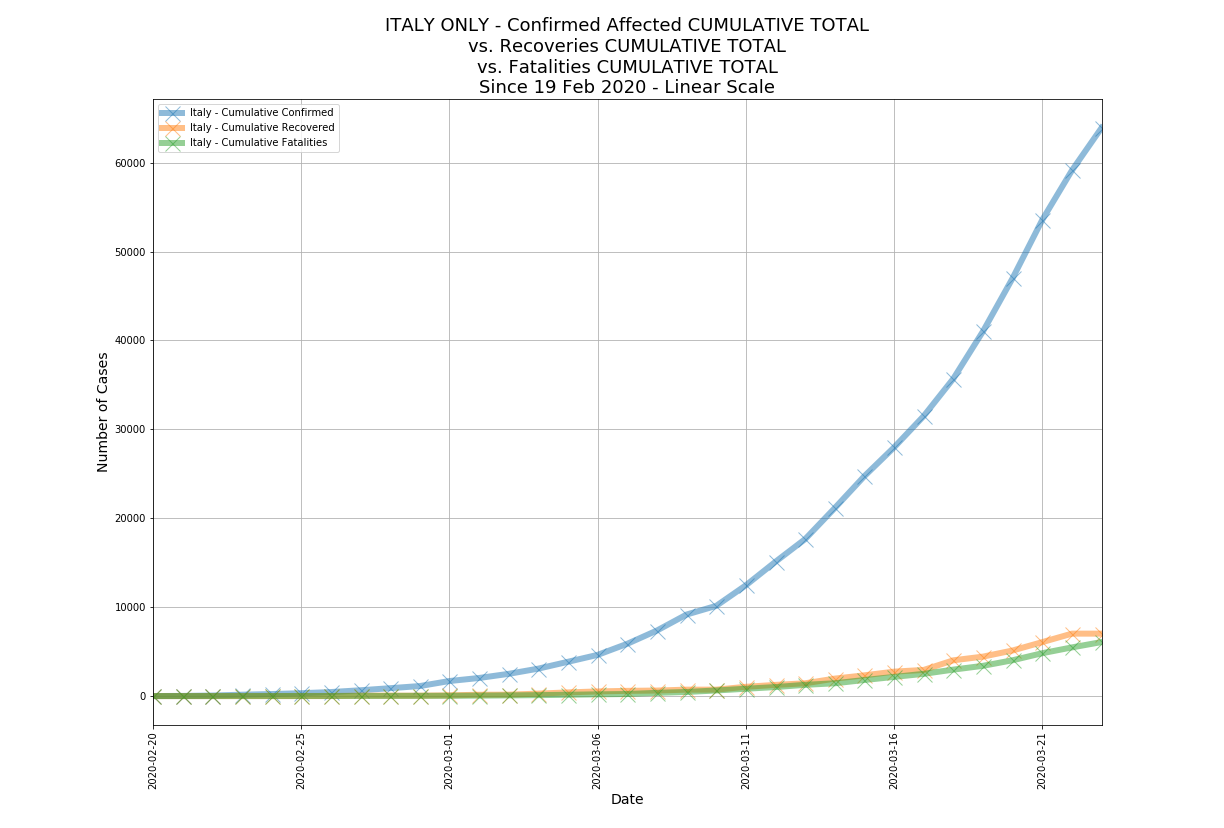 ITALY ONLY - Confirmed Affected CUMULATIVE TOTAL
vs. Recoveries CUMULATIVE TOTAL
vs. Fatalities CUMULATIVE TOTAL
Since 19 Feb 2020 - Linear Scale
Italy - Cumulative Confirmed
Italy - Cumulative Recovered
Italy - Cumulative Fatalities
60000
50000
40000
30000
20000
10000
0
Number of Cases
2020-02-20
2020-02-25
2020-03-01
2020-03-06
2020-03-11
2020-03-16
2020-03-21
Date